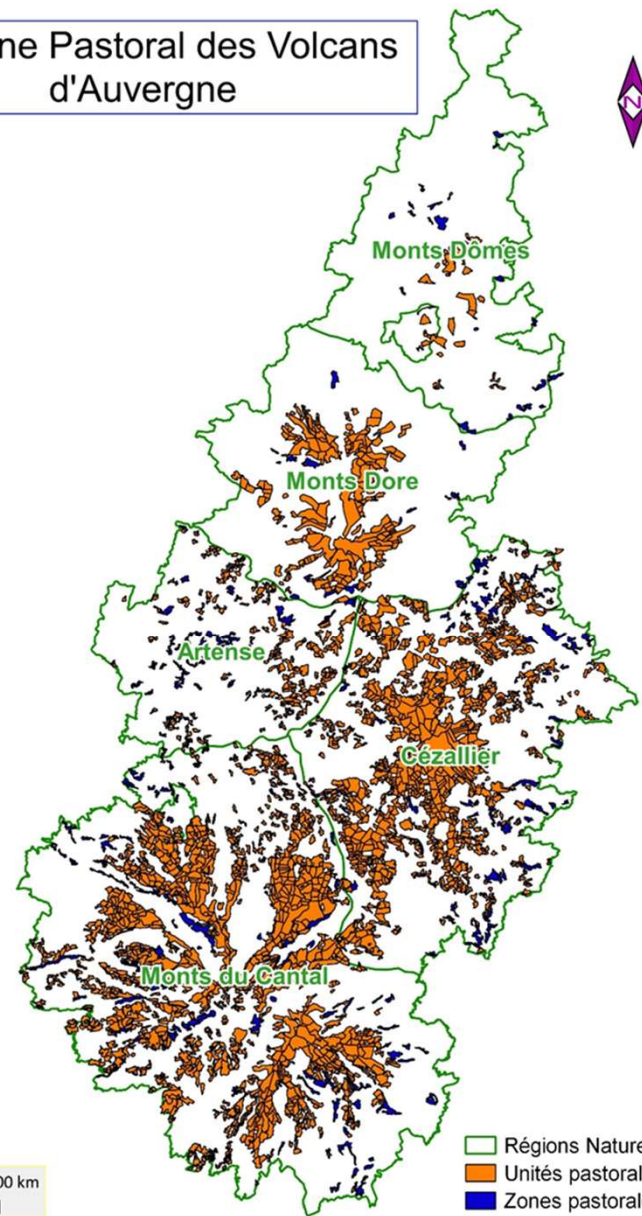 ne Pastoral des Volcans
d'Auvergne
N
Monts Dômes
Monts Dore
Artense
Cézallier
Monts du Cantal
Régions Nature
Unités pastoral
Zones pastoral
00 km